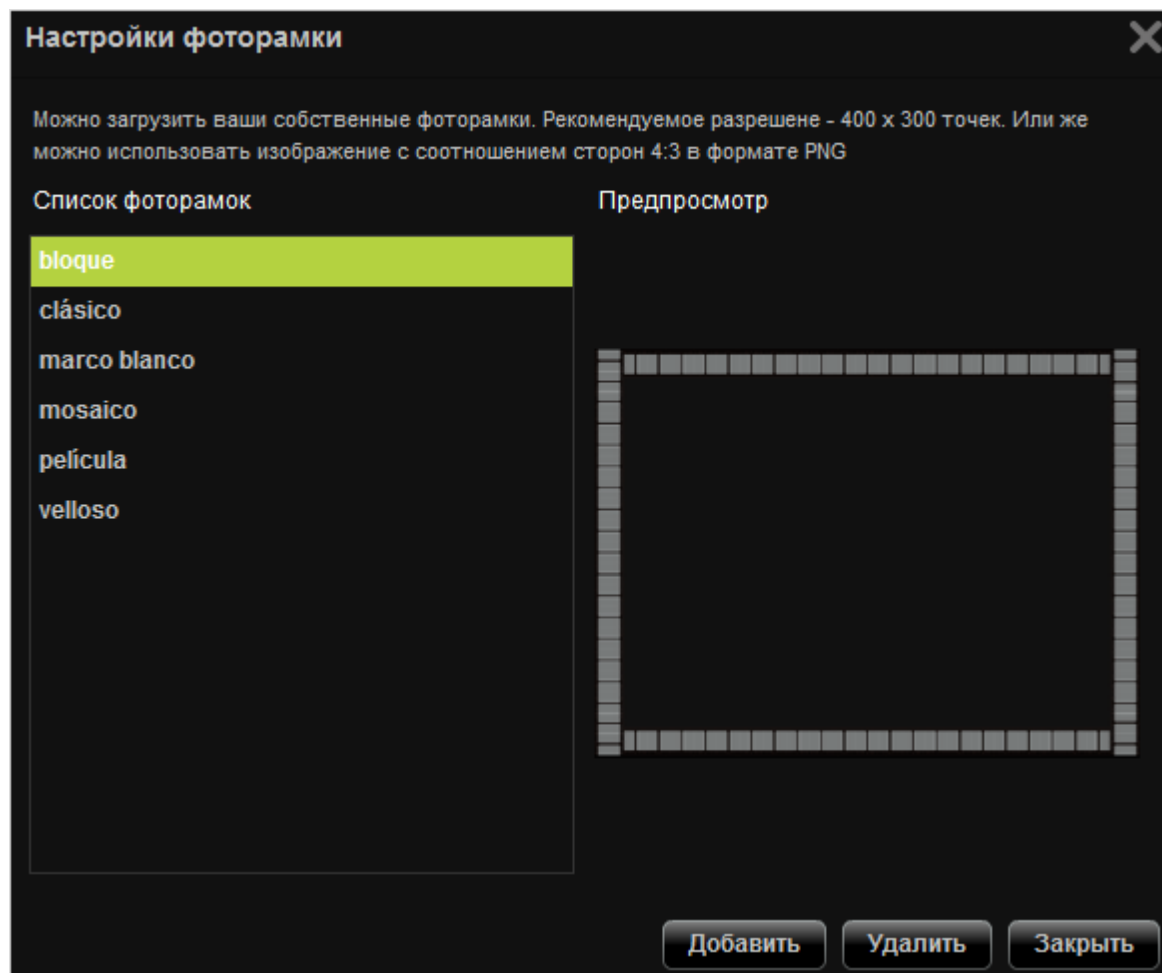 Настройки фоторамки
Можно загрузить ваши собственные фоторамки. Рекомендуемое разрешене - 400 x 300 точек. Или же
можно использовать изображение с соотношением сторон 4:3 в формате PNG
Список фоторамок
Предпросмотр
bloque
clásico
marco blanco
mosaico
película
velloso
Добавить
Удалить
Закрыть